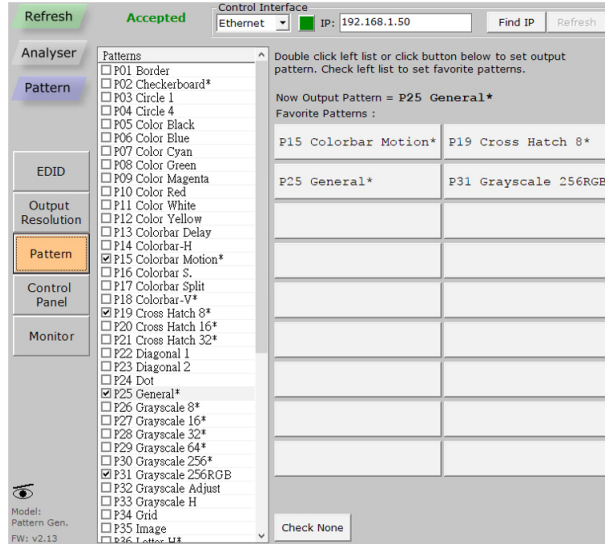 Refresh
Accepted
Control Interface
Ethernet
IP:
192.168.1.50
Find IP
Refresh
Analyser
Pattern
EDID
Output
Resolution
Pattern
Control
Panel
Monitor
Model:
Pattern Gen.
FW: v2.13
Patterns
P01 Border
P02 Checkerboard*
P03 Circle 1
P04 Circle 4
P05 Color Black
P06 Color Blue
P07 Color Cyan
P08 Color Green
P09 Color Magenta
P10 Color Red
P11 Color White
P12 Color Yellow
P13 Colorbar Delay
P14 Colorbar-H
P15 Colorbar Motion*
P16 Colorbar S.
P17 Colorbar Split
P18 Colorbar-V*
P19 Cross Hatch 8*
P20 Cross Hatch 16*
P21 Cross Hatch 32*
P22 Diagonal 1
P23 Diagonal 2
P24 Dot
P25 General*
P26 Grayscale 8*
P27 Grayscale 16*
P28 Grayscale 32*
P29 Grayscale 64*
P30 Grayscale 256*
P31 Grayscale 256RGB
P32 Grayscale Adjust
P33 Grayscale H
P34 Grid
P35 Image
P36 Letter H*
Double click left list or click button below to set output
pattern. Check left list to set favorite patterns.
Now Output Pattern = P25 General*
Favorite Patterns :
P15 Colorbar Motion*
P19 Cross Hatch 8*
P25 General*
P31 Grayscale 256RGB
Check None